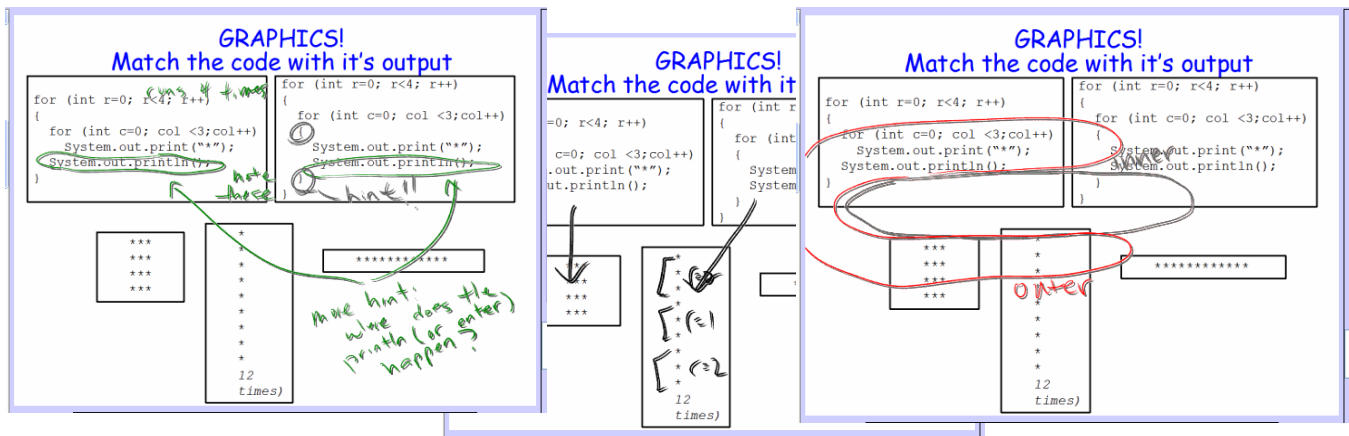 GRAPHICS!
Match the code with it's output
for (int r=0; r<4; r++)
{
for (int c=0; col <3;col++)
System.out.print("*");
System.out.println();
}
runs 4 times
note
these
for (int r=0; r<4; r++)
{
for (int c=0; col <3;col++)
{
System.out.print("*");
System.out.println();
}
}
hint!!
***
***
***
***
*
*
*
*
*
*
*
*
*
12
times)
************
more hint:
where does the
println (or enter)
happen?
GRAPHICS!
Match the code with it
=0; r<4; r++)
c=0; col <3;col++)
.out.print("*");
ut.println();
for (int r
{
for (int
{
System
System
}
}
***
***
***
*
*
*
*
r=1
*
*
r=2
*
12
times)
GRAPHICS!
Match the code with it's output
for (int r=0; r<4; r++)
{
for (int c=0; col <3;col++)
System.out.print("*");
System.out.println();
}
for (int r=0; r<4; r++)
{
for (int c=0; col <3;col++)
{
System.out.print("*");
System.out.println();
}
}
inner
***
***
***
***
outer
*
*
*
*
*
*
*
*
12
times)
************